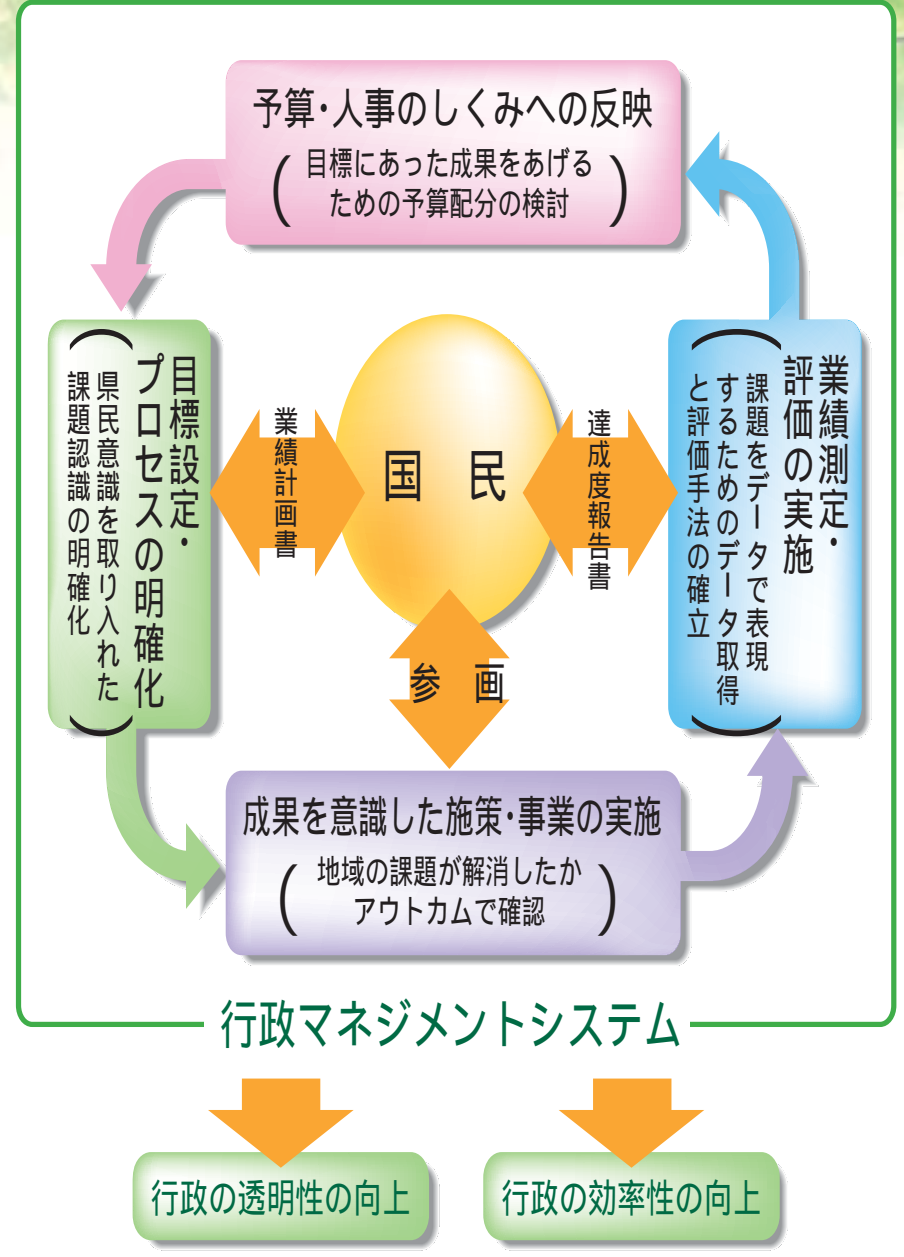 予算・人事のしくみへの反映
(目標にあった成果をあげる
ための予算配分の検討)
目標設定・
プロセスの明確化
(県民意識を取り入れた
課題認識の明確化)
業績計画書
国 民
達成度報告書
業績測定・
評価の実施
(課題をデータで表現
するためのデータ取得
と評価手法の確立)
参 画
成果を意識した施策・事業の実施
(地域の課題が解消したか
アウトカムで確認)
行政マネジメントシステム
行政の透明性の向上
行政の効率性の向上